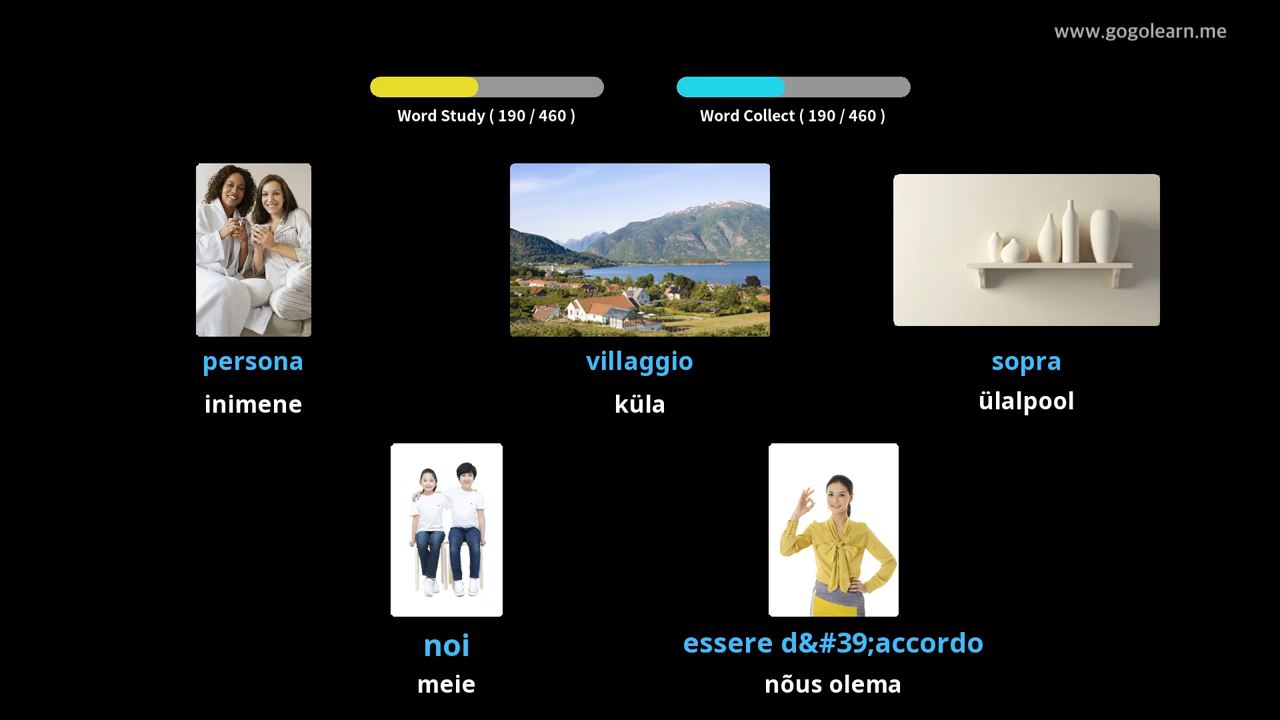 www.gogolearn.me
Word Study ( 190 / 460 )
Word Collect ( 190 / 460 )
persona
villaggio
sopra
inimene
küla
ülalpool
noi
essere d&#39;accordo
meie
nõus olema